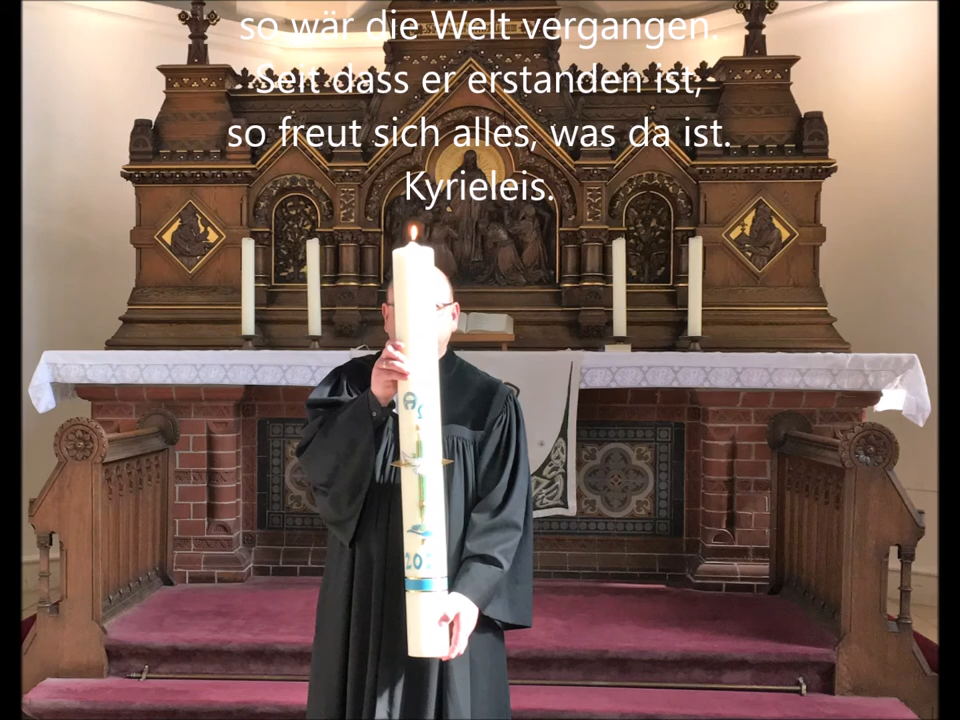 so wär die Welt vergangen.
Seit dass er erstanden ist,
so freut sich alles, was da ist.
Kyrieleis.